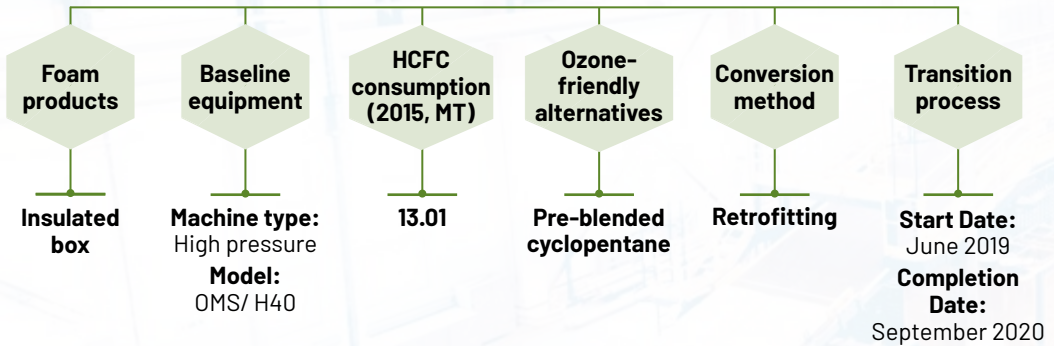 Foam
products
Baseline
equipment
HCFC
consumption
(2015, MT)
Ozone-
friendly
alternatives
Conversion
method
Transition
process
Insulated
box
Machine type:
High pressure
Model:
OMS/ H40
13.01
Pre-blended
cyclopentane
Retrofitting
Start Date:
June 2019
Completion
Date:
September 2020